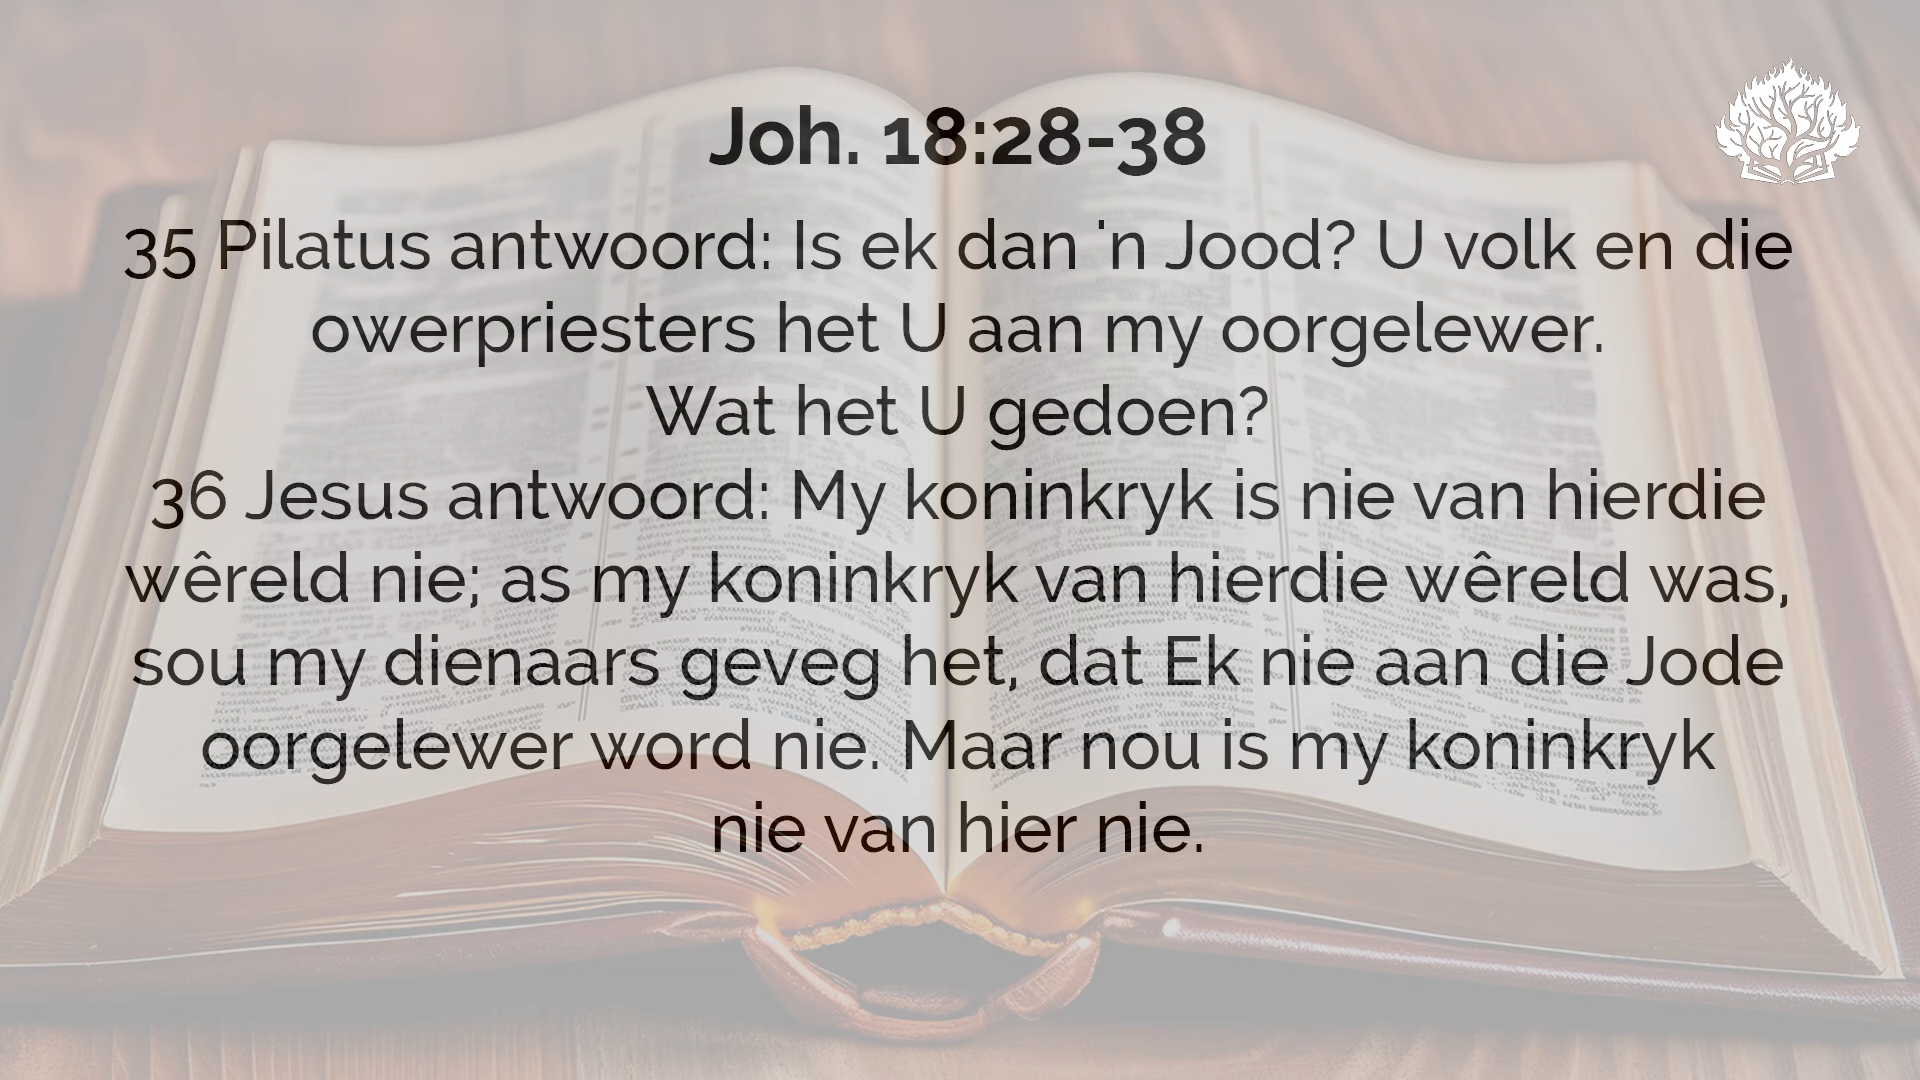 Joh. 18:28-38
35 Pilatus antwoord: Is ek dan 'n Jood? U volk en die
owerpriesters het U aan my oorgelewer.
Wat het U gedoen?
36 Jesus antwoord: My koninkryk is nie van hierdie
wêreld nie; as my koninkryk van hierdie wêreld was,
sou my dienaars geveg het, dat Ek nie aan die Jode
oorgelewer word nie. Maar nou is my koninkryk
nie van hier nie.